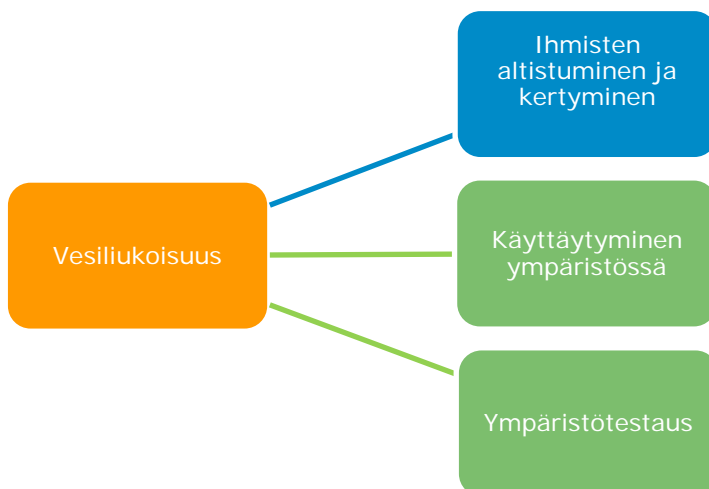 Ihmisten
altistuminen ja
kertyminen
Vesiliukoisuus
Käyttäytyminen
ympäristössä
Ympäristötestaus